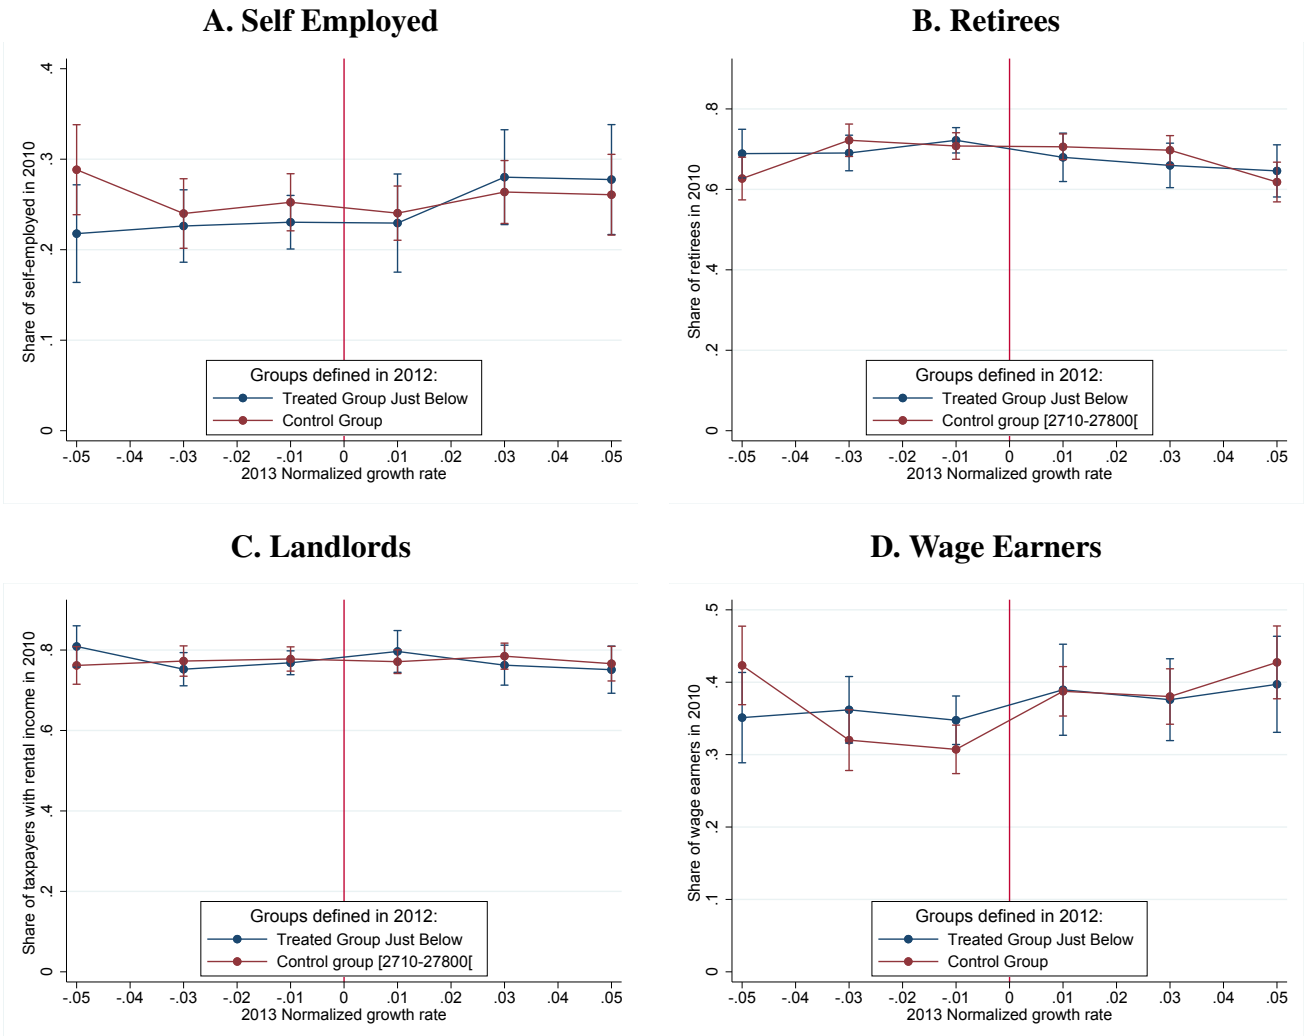 A. Self Employed
Share of self-employed in 2010
.4
.3
.2
.1
0
Groups defined in 2012:
Treated Group Just Below
Control Group
-.05 -.04 -.03 -.02 -.01 0 .01 .02 .03 .04 .05
2013 Normalized growth rate
B. Retirees
Share of retirees in 2010
.8
.6
.4
.2
0
Groups defined in 2012:
Treated Group Just Below
Control group [2710-27800[
-.05 -.04 -.03 -.02 -.01 0 .01 .02 .03 .04 .05
2013 Normalized growth rate
C. Landlords
Share of taxpayers with rental income in 2010
.8
.6
.4
.2
0
Groups defined in 2012:
Treated Group Just Below
Control group [2710-27800[
-.05 -.04 -.03 -.02 -.01 0 .01 .02 .03 .04 .05
2013 Normalized growth rate
D. Wage Earners
Share of wage earners in 2010
.5
.4
.3
.2
.1
0
Groups defined in 2012:
Treated Group Just Below
Control Group
-.05 -.04 -.03 -.02 -.01 0 .01 .02 .03 .04 .05
2013 Normalized growth rate